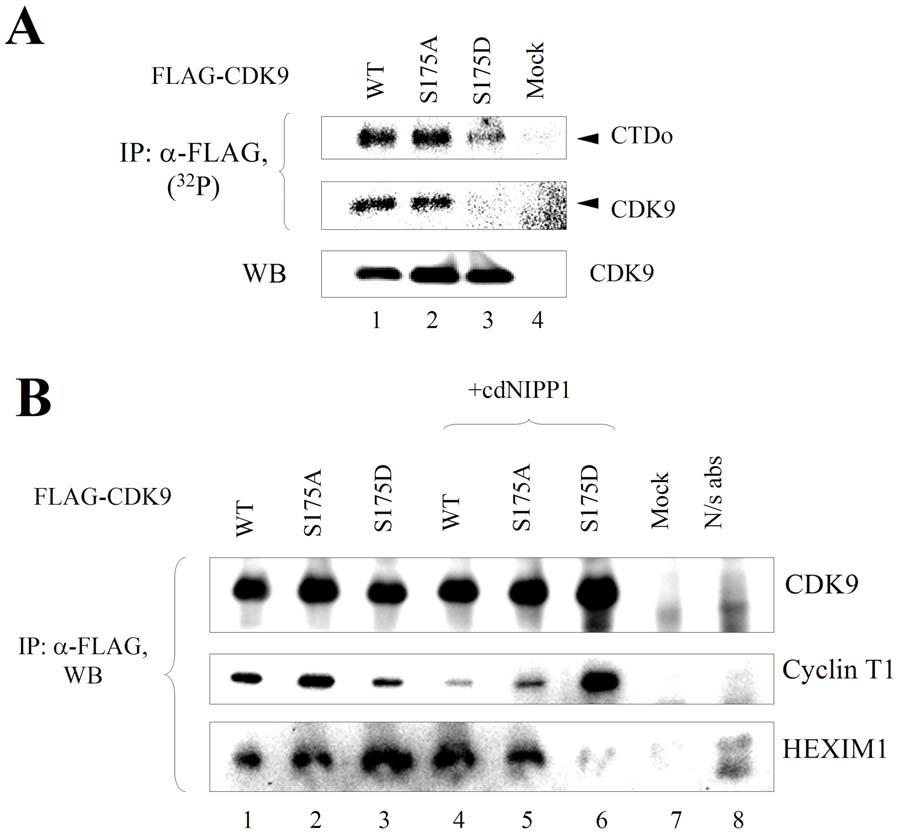 A
FLAG-CDK9
WT
S175A
S175D
Mock
IP: α-FLAG,
(³²P)
CTDo
CDK9
WB
CDK9
1 2 3 4
B
+cdNIPP1
FLAG-CDK9
WT
S175A
S175D
WT
S175A
S175D
Mock
N/s abs
IP: α-FLAG,
WB
CDK9
Cyclin T1
HEXIM1
1 2 3 4 5 6 7 8